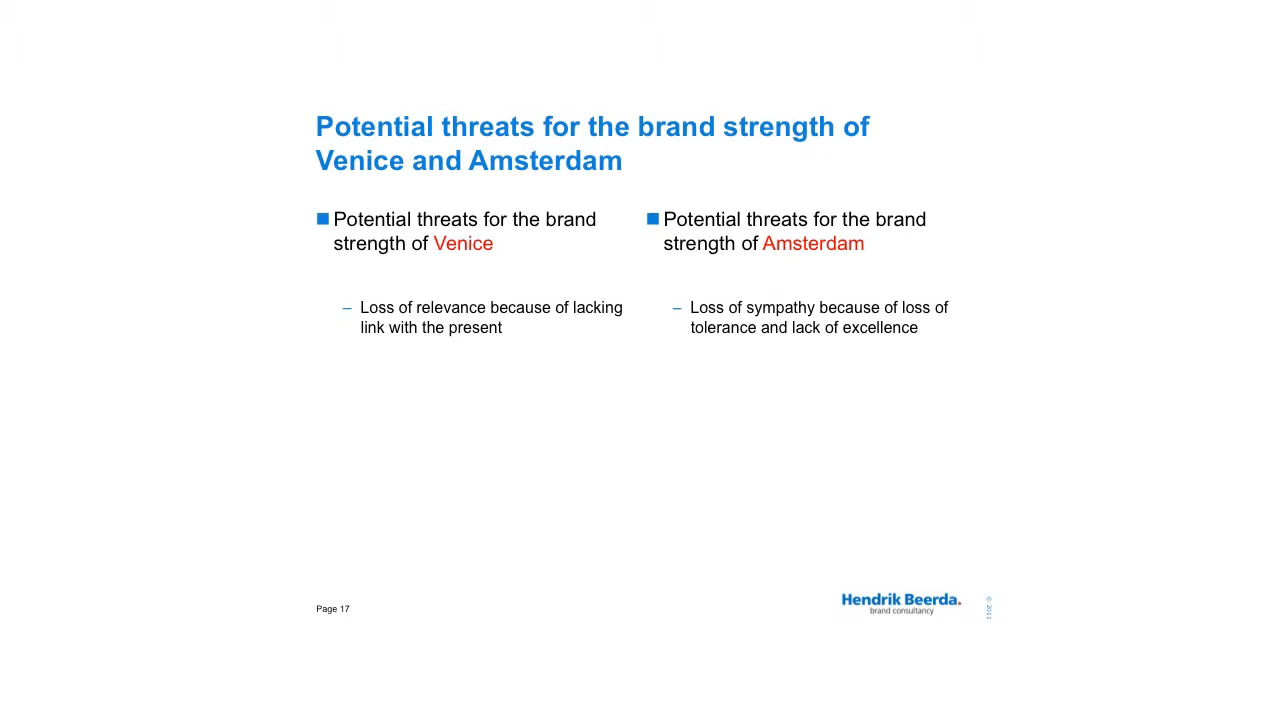 Potential threats for the brand strength of
Venice and Amsterdam
Potential threats for the brand
strength of Venice
– Loss of relevance because of lacking
link with the present
Potential threats for the brand
strength of Amsterdam
– Loss of sympathy because of loss of
tolerance and lack of excellence
Page 17
Hendrik Beerda.
brand consultancy
© 2011